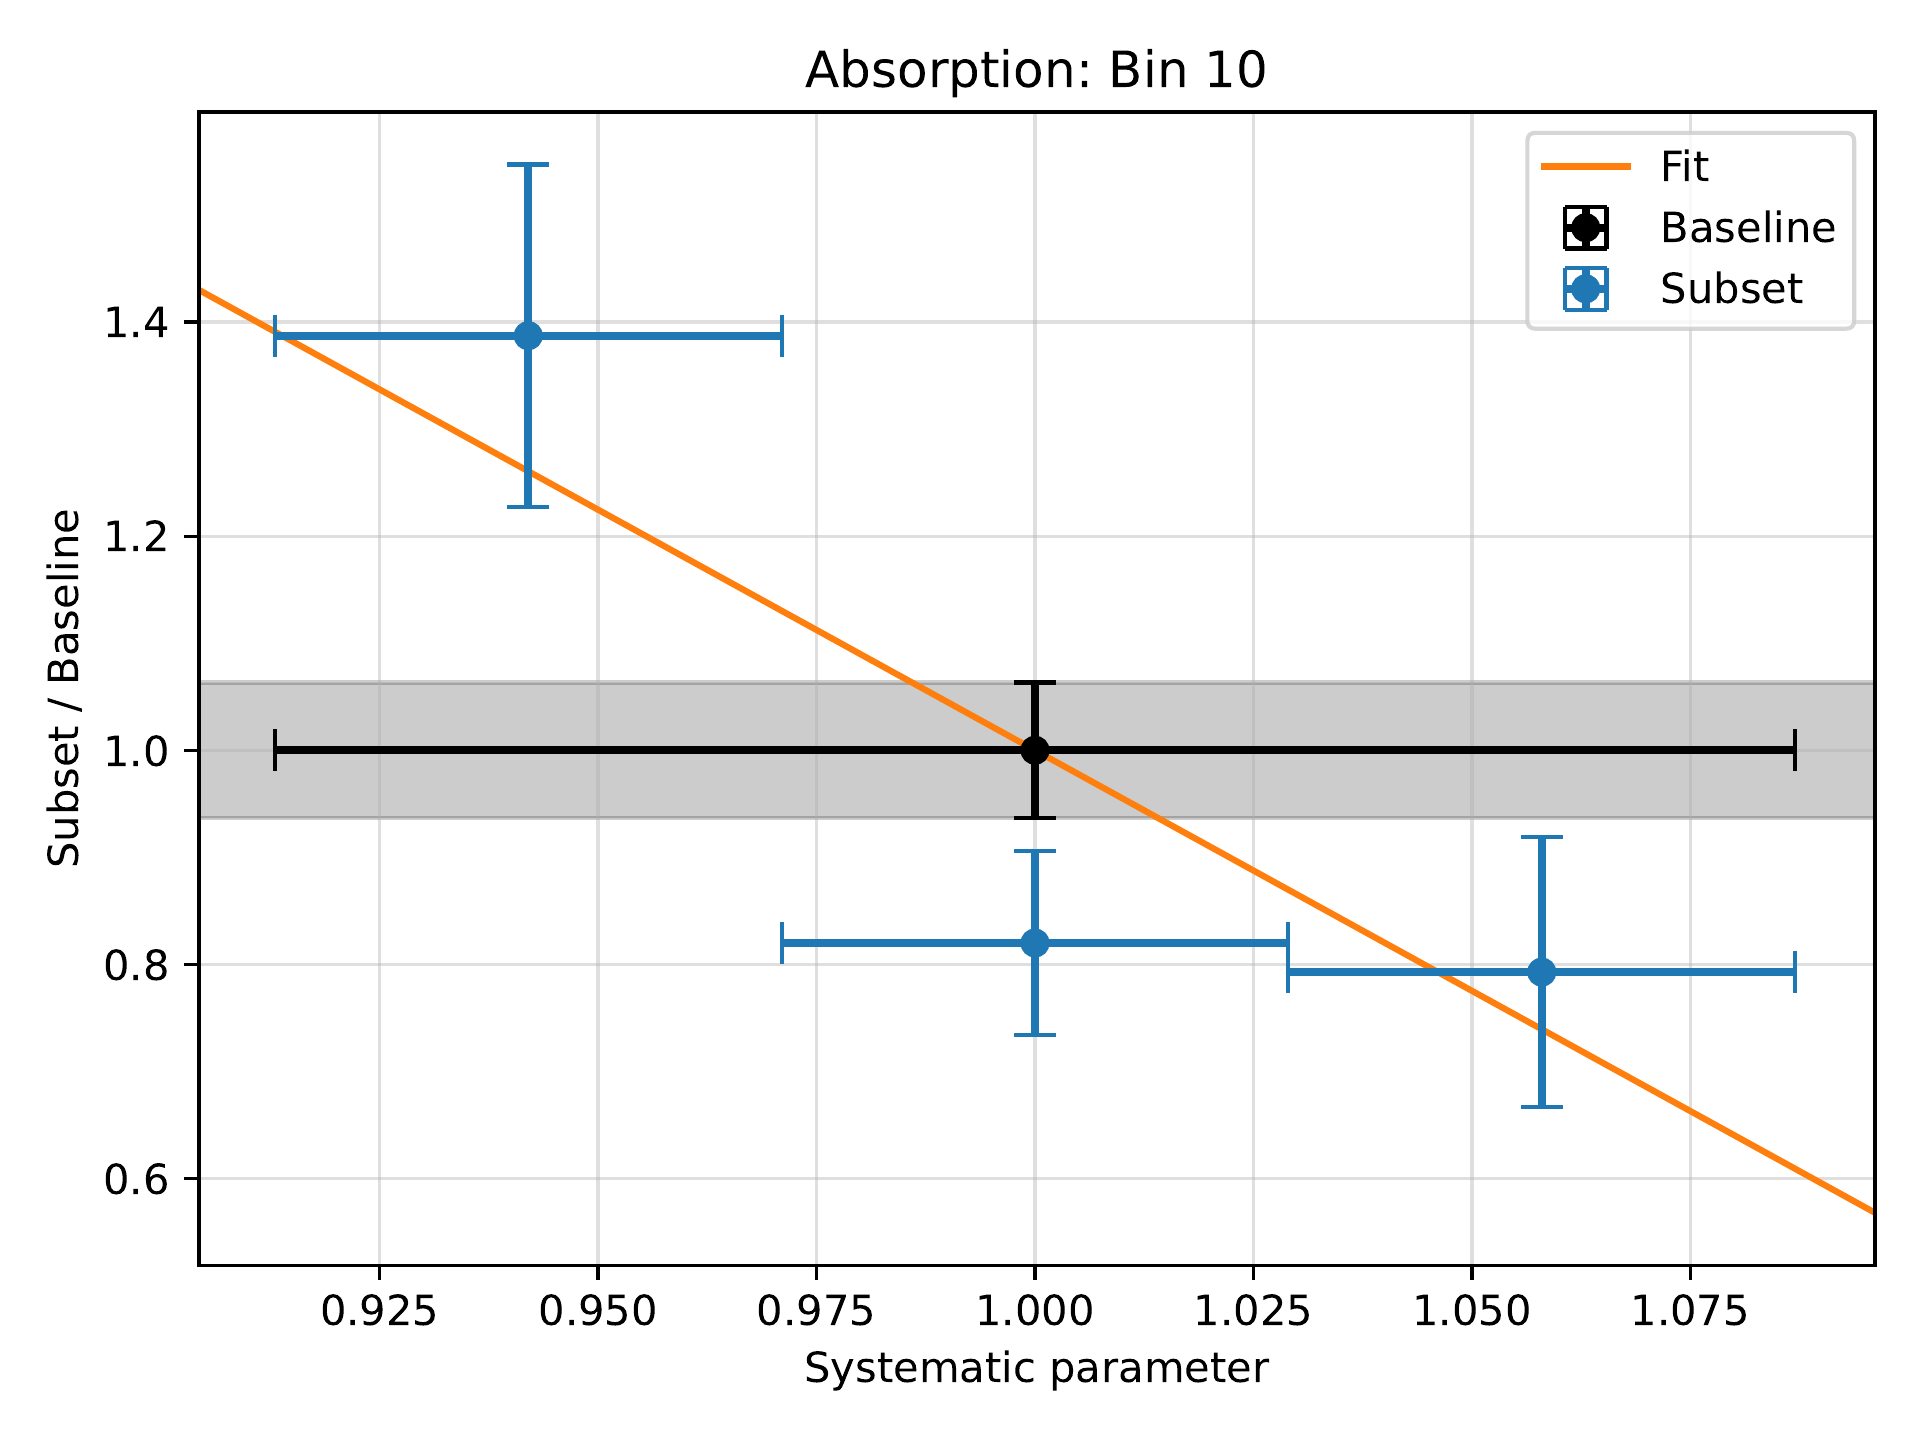 Absorption: Bin 10
Fit
Baseline
Subset
Subset / Baseline
1.4
1.2
1.0
0.8
0.6
0.925 0.950 0.975 1.000 1.025 1.050 1.075
Systematic parameter